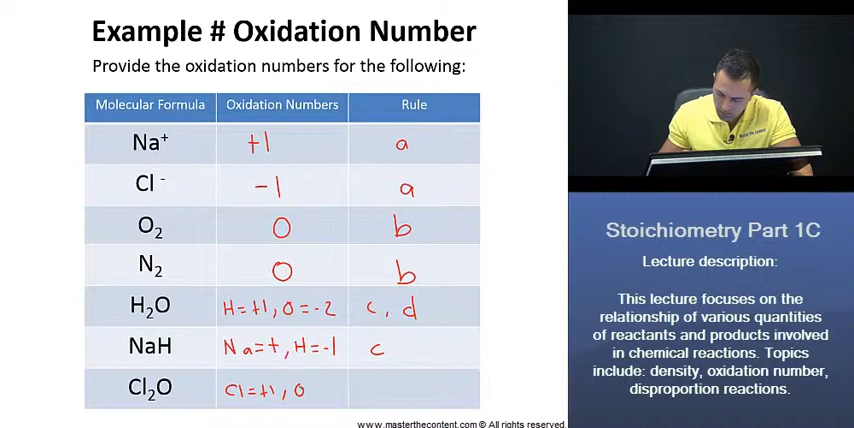 Example # Oxidation Number
Provide the oxidation numbers for the following:
Molecular Formula Oxidation Numbers Rule
Na⁺ +1 a
Cl ⁻ -1 a
O₂ 0 b
N₂ 0 b
H₂O H=+1, O=-2 c, d
NaH Na=+, H=-1 c
Cl₂O Cl=+1, O
www.masterthecontent.com © All rights reserved.
Stoichiometry Part 1C
Lecture description:
This lecture focuses on the
relationship of various quantities
of reactants and products involved
in chemical reactions. Topics
include: density, oxidation number,
disproportion reactions.